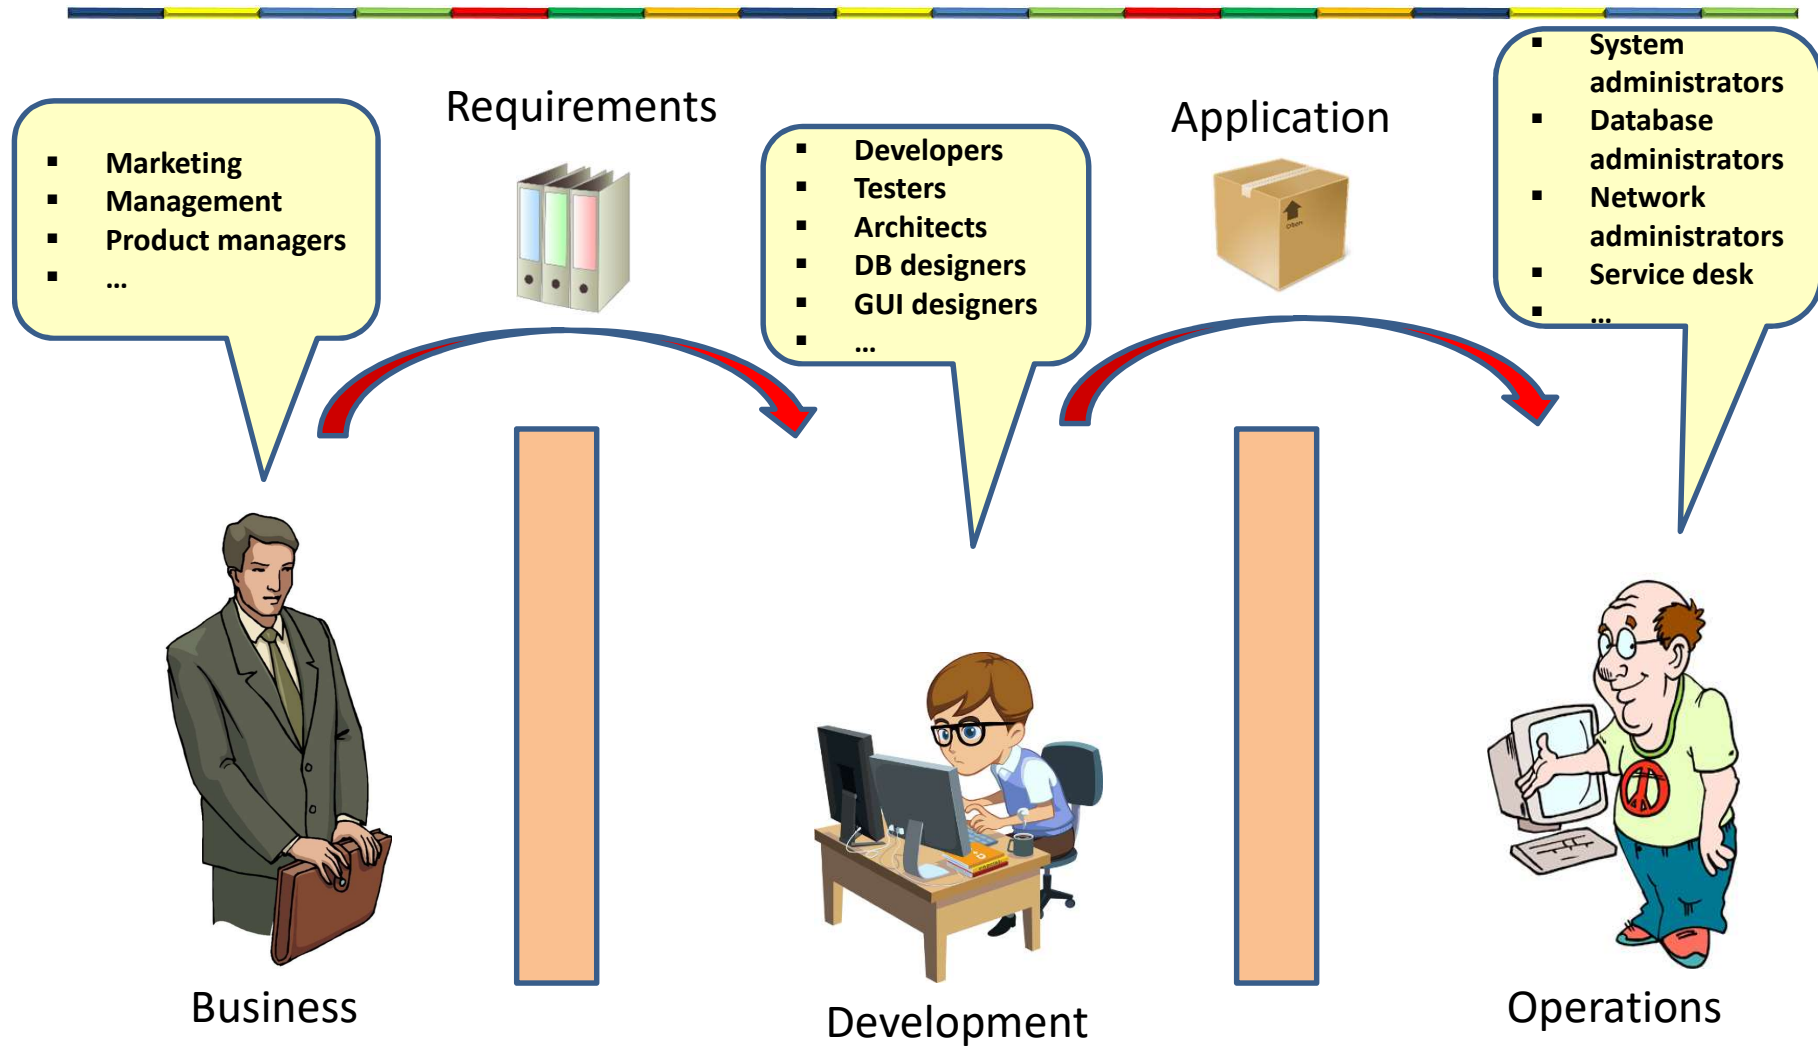 Requirements
Application
▪ Marketing
▪ Management
▪ Product managers
▪ ...
▪ Developers
▪ Testers
▪ Architects
▪ DB designers
▪ GUI designers
▪ ...
▪ System
administrators
▪ Database
administrators
▪ Network
administrators
▪ Service desk
▪ ...
Business
Development
Operations